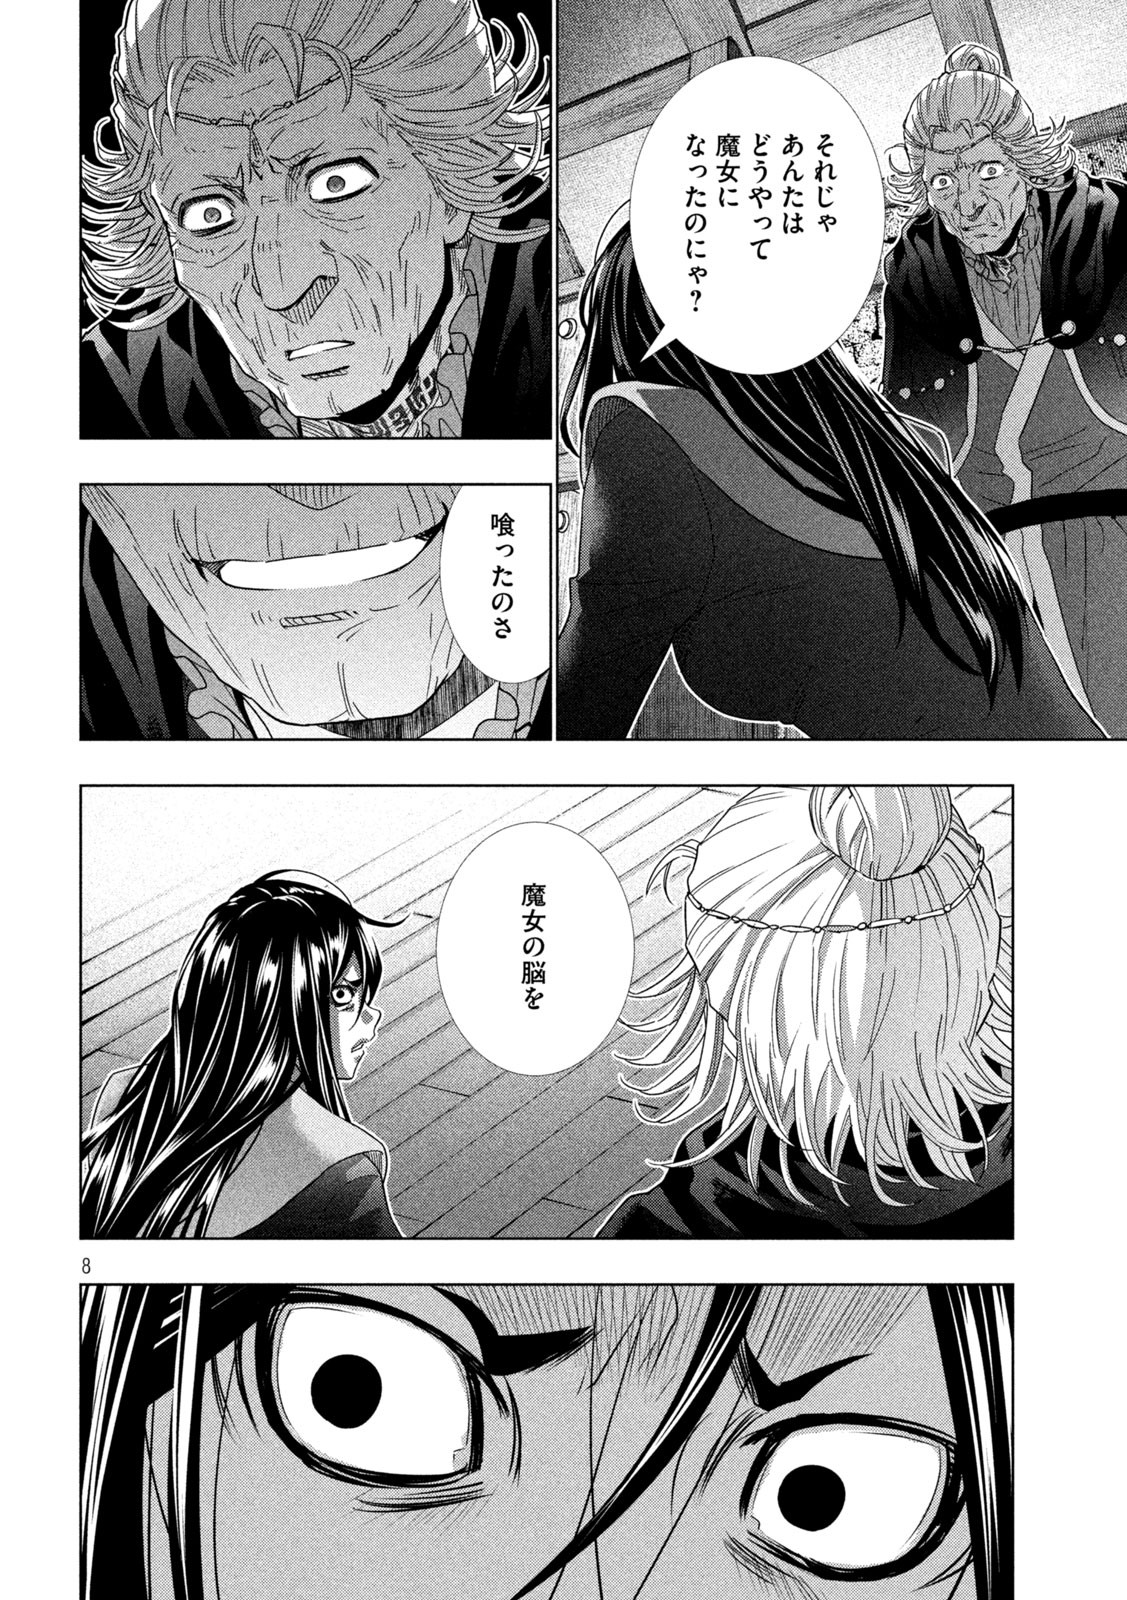 それじゃ
あんたは
どうやって
魔女に
なったのにゃ？
喰ったのさ
魔女の脳を
8